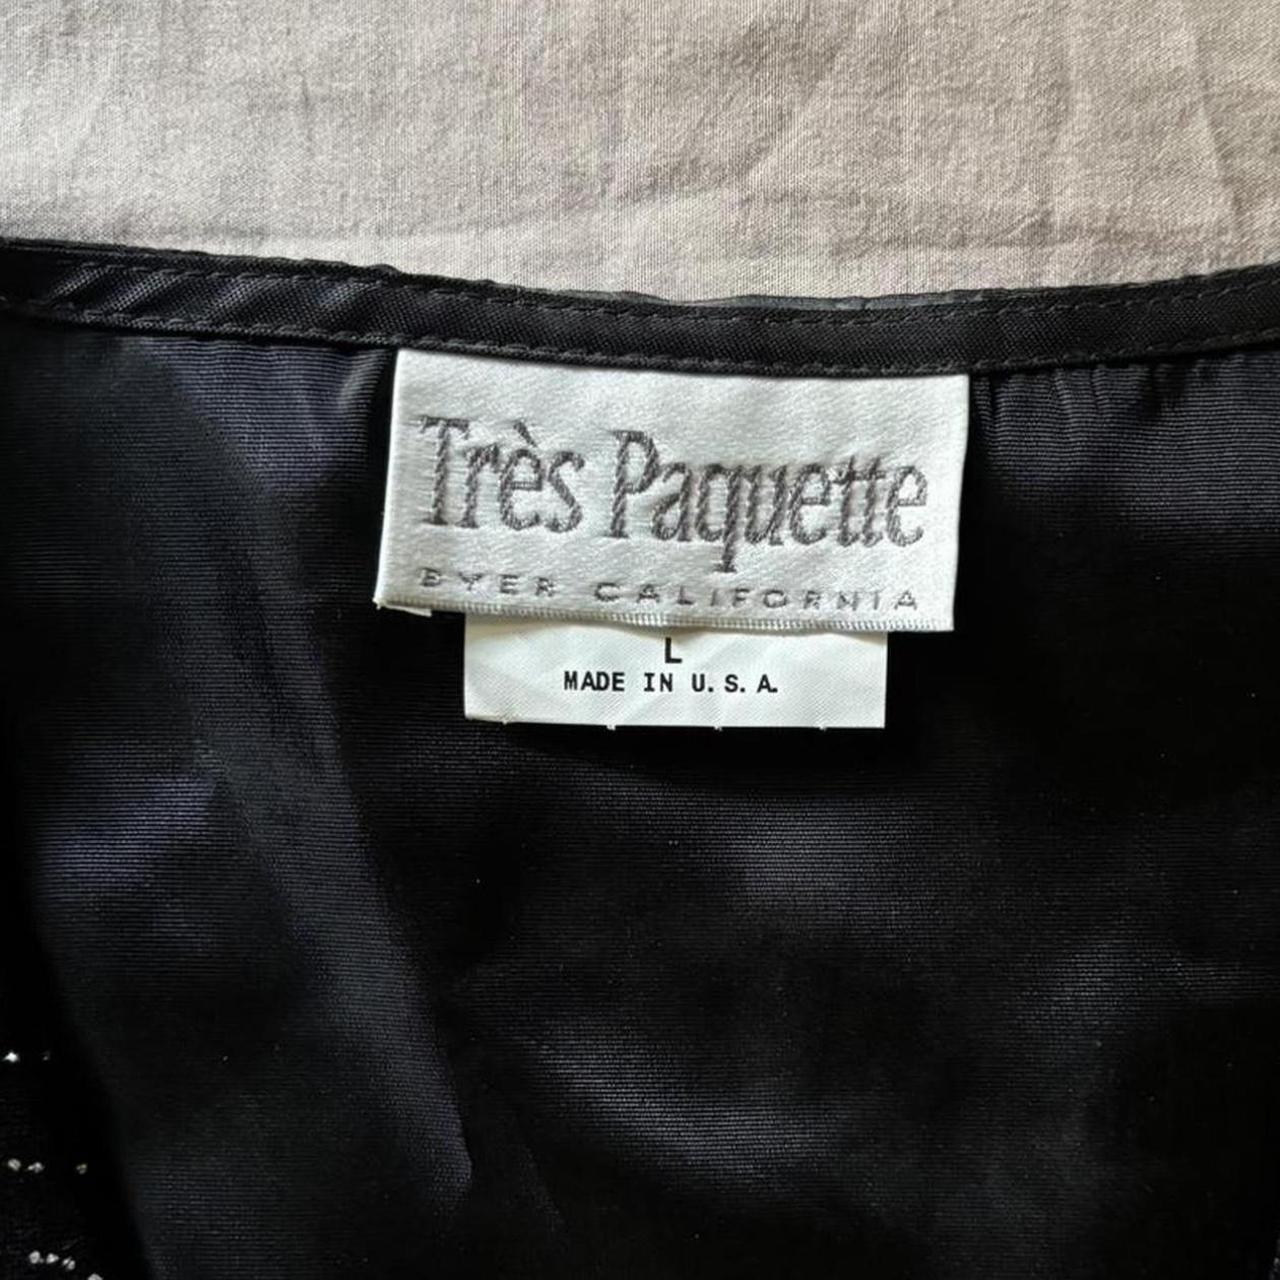 Très Paquette
BYER CALIFORNIA
L
MADE IN U.S.A.